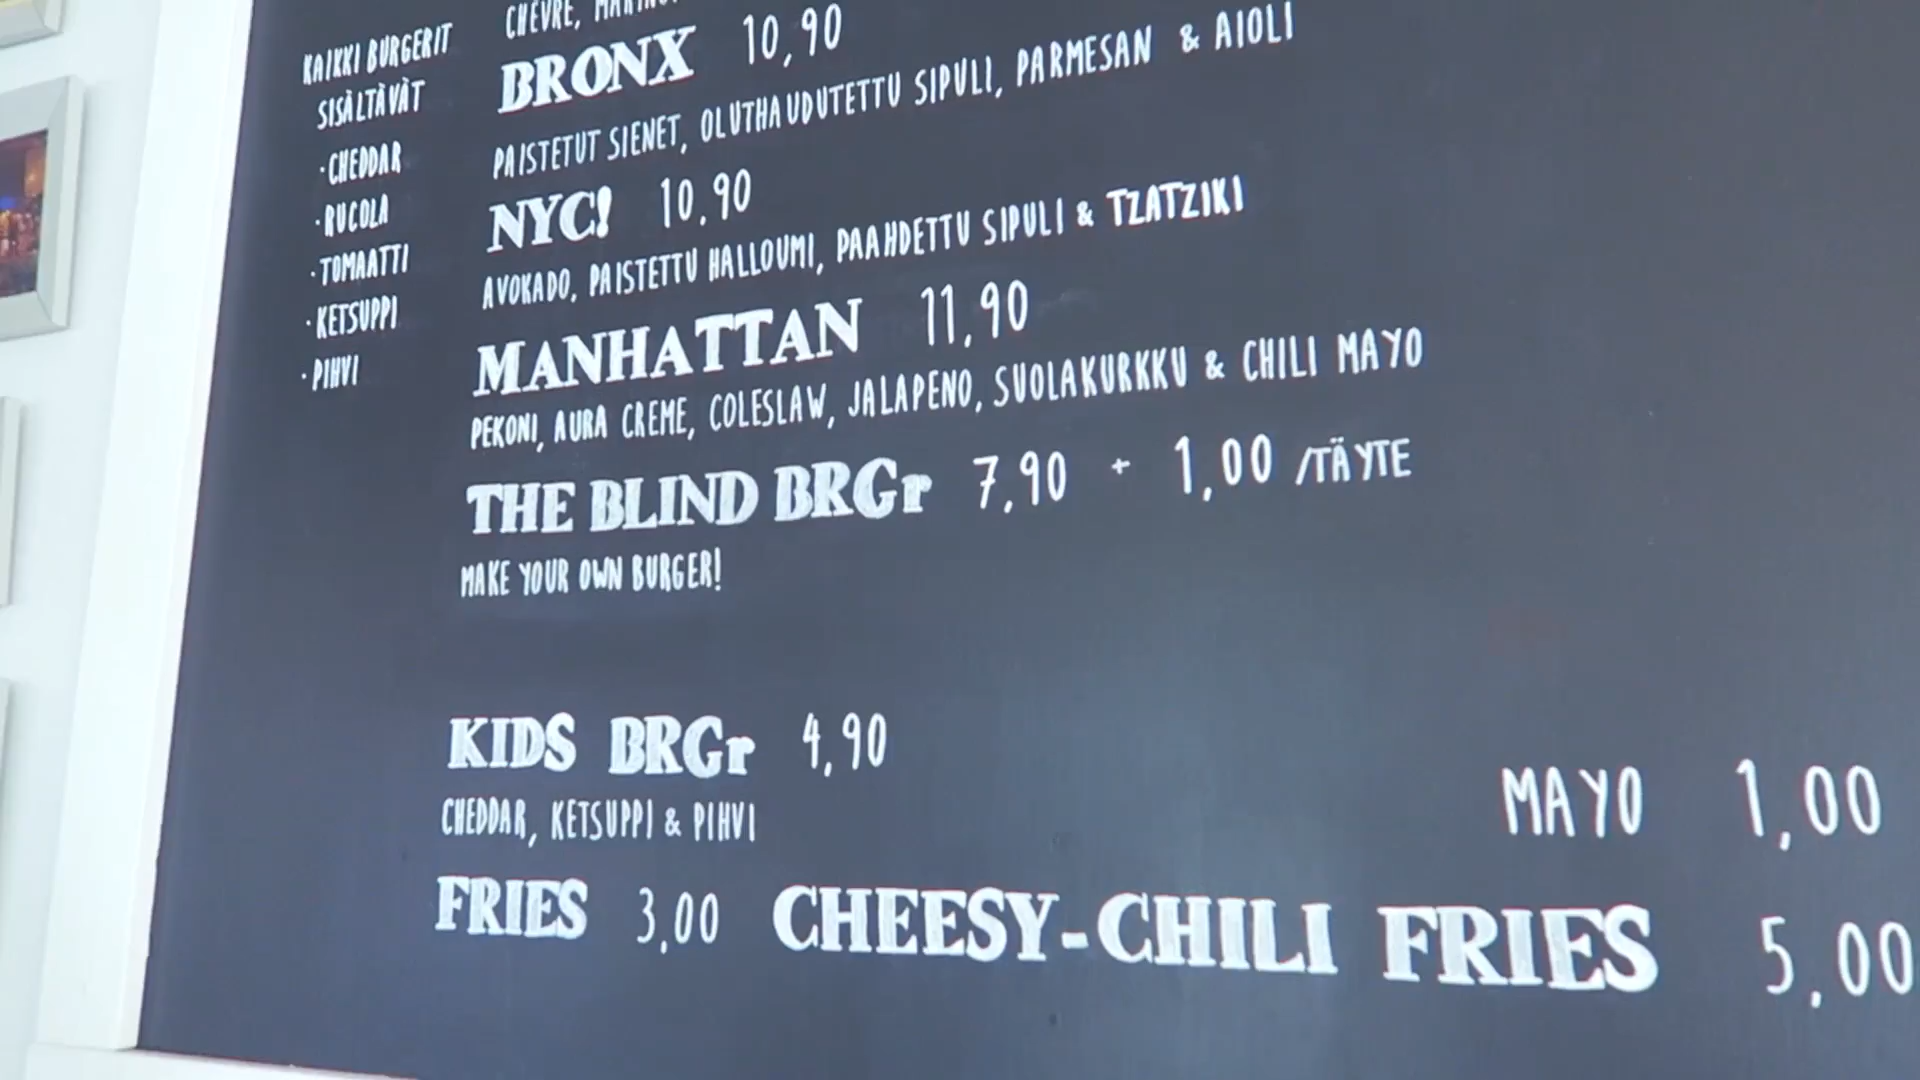 KAIKKI BURGERIT
SISÄLTÄVÄT
·CHEDDAR
·RUCOLA
·TOMAATTI
·KETSUPPI
·PIHVI
CHÉVRE,
BRONX 10,90
PAISTETUT SIENET, OLUTHAUDUTETTU SIPULI, PARMESAN & AIOLI
NYC! 10,90
AVOKADO, PAISTETTU HALLOUMI, PAAHDETTU SIPULI & TZATZIKI
MANHATTAN 11,90
PEKONI, AURA CREME, COLESLAW, JALAPENO, SUOLAKURKKU & CHILI MAYO
THE BLIND BRGr 7,90 + 1,00 /TÄYTE
MAKE YOUR OWN BURGER!
KIDS BRGr 4,90
CHEDDAR, KETSUPPI & PIHVI
MAYO 1,00
FRIES 3,00 CHEESY-CHILI FRIES 5,00